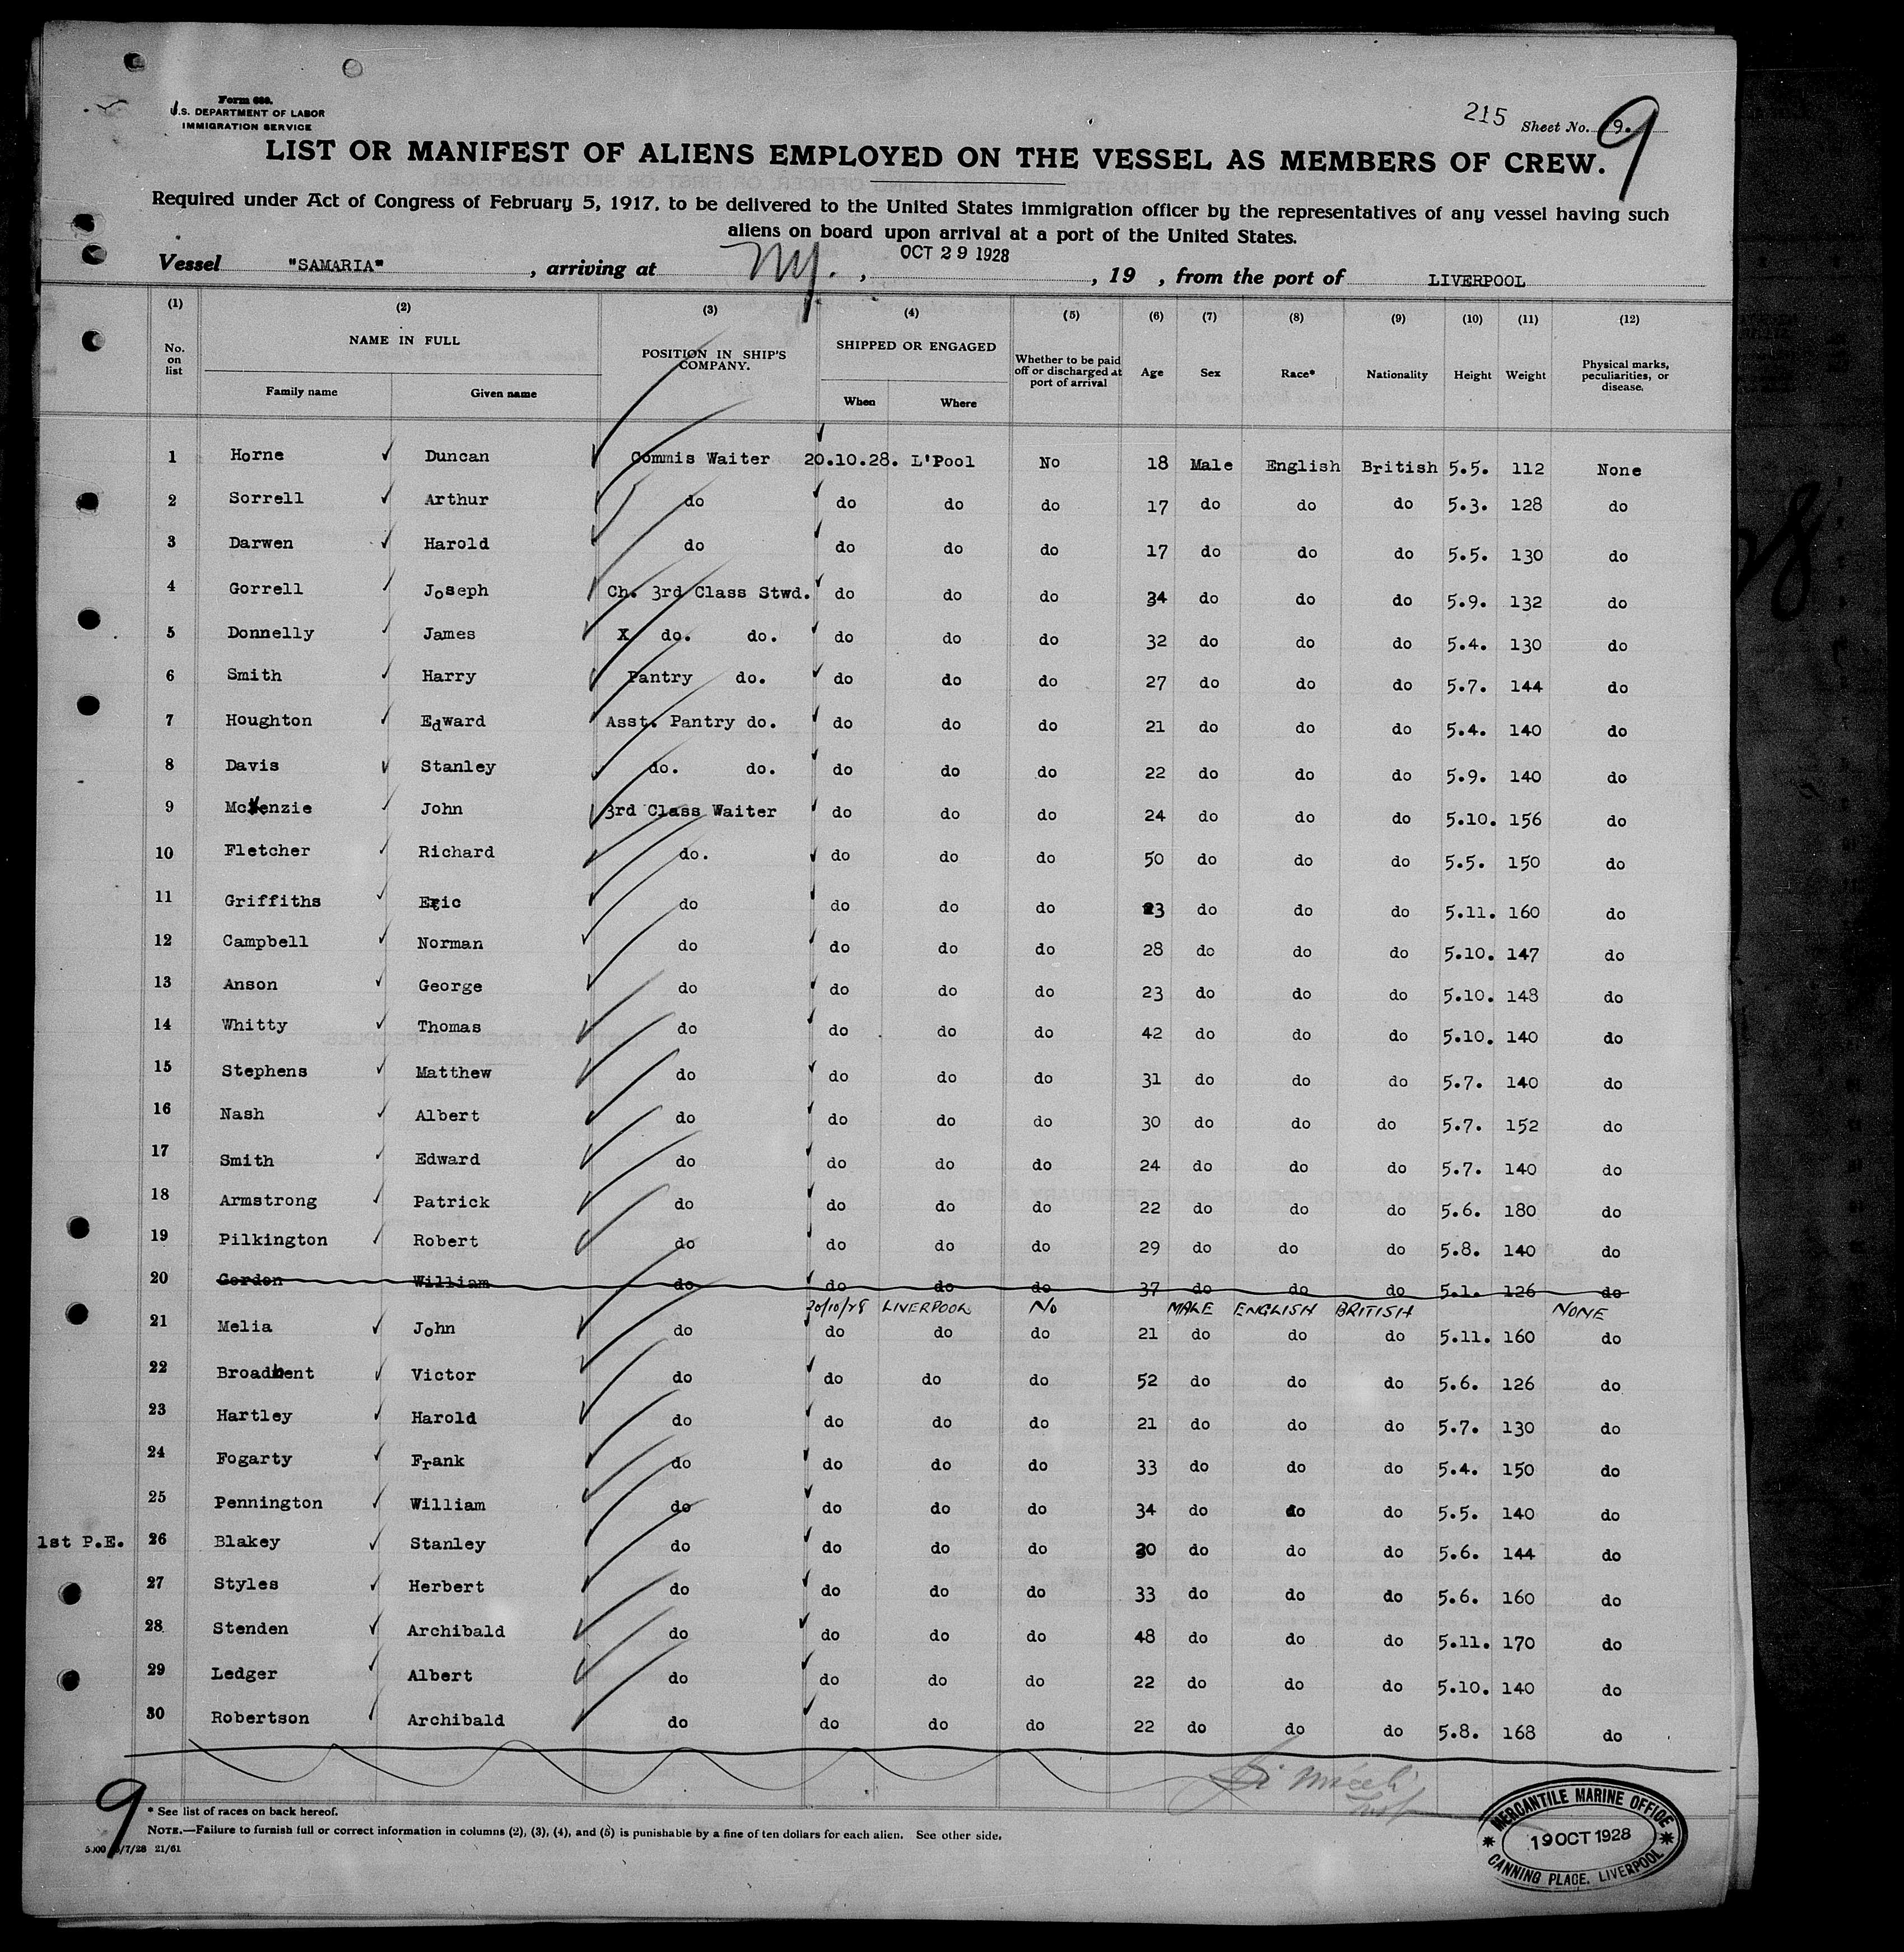 Form 680.
U.S. DEPARTMENT OF LABOR
IMMIGRATION SERVICE
215 Sheet No. 9. 9
LIST OR MANIFEST OF ALIENS EMPLOYED ON THE VESSEL AS MEMBERS OF CREW.
Required under Act of Congress of February 5, 1917, to be delivered to the United States immigration officer by the representatives of any vessel having such
aliens on board upon arrival at a port of the United States.
Vessel "SAMARIA" , arriving at Ny. , OCT 29 1928 , 19 , from the port of LIVERPOOL
(1) (2) (3) (4) (5) (6) (7) (8) (9) (10) (11) (12)
No. on list NAME IN FULL Family name Given name POSITION IN SHIP'S COMPANY. SHIPPED OR ENGAGED When Where Whether to be paid off or discharged at port of arrival Age Sex Race* Nationality Height Weight Physical marks, peculiarities, or disease.
1 Horne Duncan Commis Waiter 20.10.28. L'Pool No 18 Male English British 5.5. 112 None
2 Sorrell Arthur do do do do 17 do do do 5.3. 128 do
3 Darwen Harold do do do do 17 do do do 5.5. 130 do
4 Gorrell Joseph Ch. 3rd Class Stwd. do do do 34 do do do 5.9. 132 do
5 Donnelly James X do. do. do do do 32 do do do 5.4. 130 do
6 Smith Harry Pantry do. do do do 27 do do do 5.7. 144 do
7 Houghton Edward Asst. Pantry do. do do do 21 do do do 5.4. 140 do
8 Davis Stanley do. do. do do do 22 do do do 5.9. 140 do
9 McKenzie John 3rd Class Waiter do do do 24 do do do 5.10. 156 do
10 Fletcher Richard do. do do do 50 do do do 5.5. 150 do
11 Griffiths Eric do do do do 23 do do do 5.11. 160 do
12 Campbell Norman do do do do 28 do do do 5.10. 147 do
13 Anson George do do do do 23 do do do 5.10. 148 do
14 Whitty Thomas do do do do 42 do do do 5.10. 140 do
15 Stephens Matthew do do do do 31 do do do 5.7. 140 do
16 Nash Albert do do do do 30 do do do 5.7. 152 do
17 Smith Edward do do do do 24 do do do 5.7. 140 do
18 Armstrong Patrick do do do do 22 do do do 5.6. 180 do
19 Pilkington Robert do do do do 29 do do do 5.8. 140 do
20 Gordon William do do do do 37 do do do 5.1. 126 do
20/10/28 LIVERPOOL No MALE ENGLISH BRITISH NONE
21 Melia John do do do do 21 do do do 5.11. 160 do
22 Broadbent Victor do do do do 52 do do do 5.6. 126 do
23 Hartley Harold do do do do 21 do do do 5.7. 130 do
24 Fogarty Frank do do do do 33 do do do 5.4. 150 do
25 Pennington William do do do do 34 do do do 5.5. 140 do
1st P.E. 26 Blakey Stanley do do do do 30 do do do 5.6. 144 do
27 Styles Herbert do do do do 33 do do do 5.6. 160 do
28 Stenden Archibald do do do do 48 do do do 5.11. 170 do
29 Ledger Albert do do do do 22 do do do 5.10. 140 do
30 Robertson Archibald do do do do 22 do do do 5.8. 168 do
9
* See list of races on back hereof.
NOTE.—Failure to furnish full or correct information in columns (2), (3), (4), and (5) is punishable by a fine of ten dollars for each alien. See other side.
/7/28 21/61
MERCANTILE MARINE OFFICE
19 OCT 1928
CANNING PLACE, LIVERPOOL